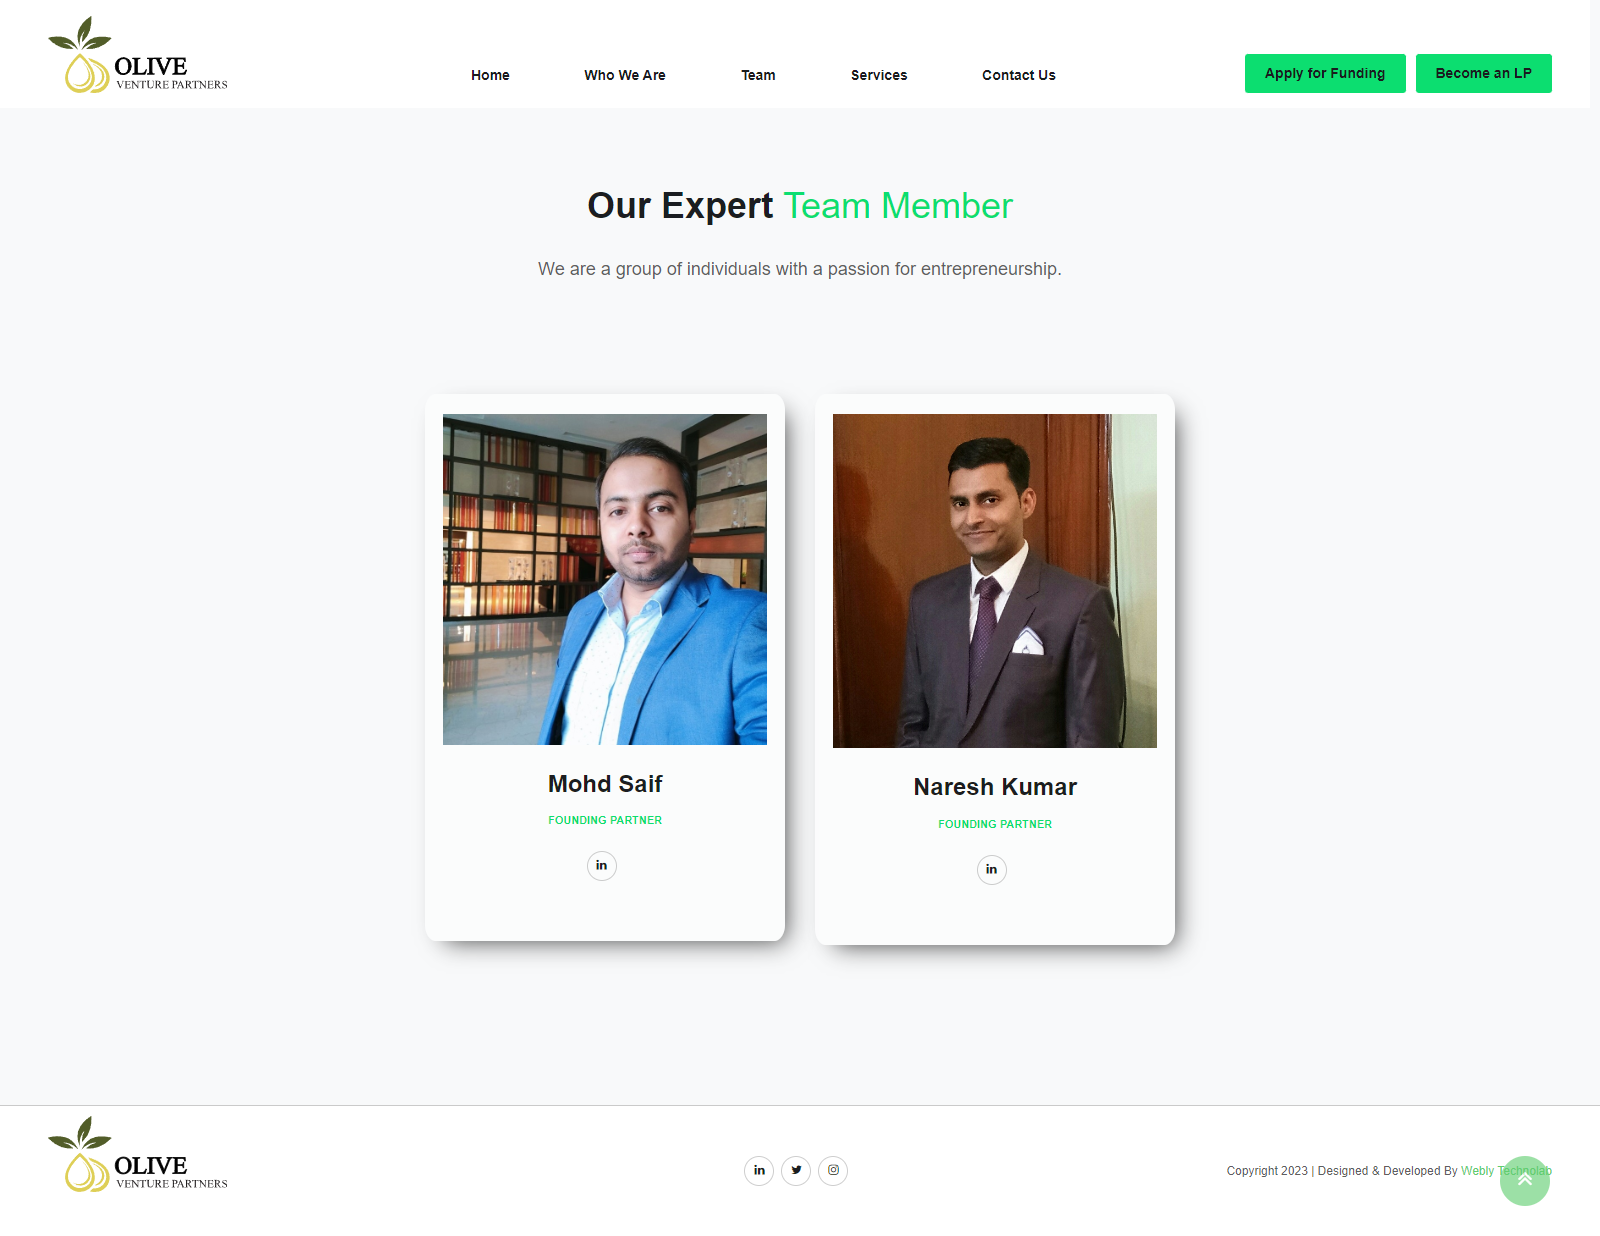 OLIVE
VENTURE PARTNERS
Home
Who We Are
Team
Services
Contact Us
Apply for Funding
Become an LP
Our Expert Team Member
We are a group of individuals with a passion for entrepreneurship.
Mohd Saif
FOUNDING PARTNER
in
Naresh Kumar
FOUNDING PARTNER
in
OLIVE
VENTURE PARTNERS
in
Copyright 2023 | Designed & Developed By Webly Technolab